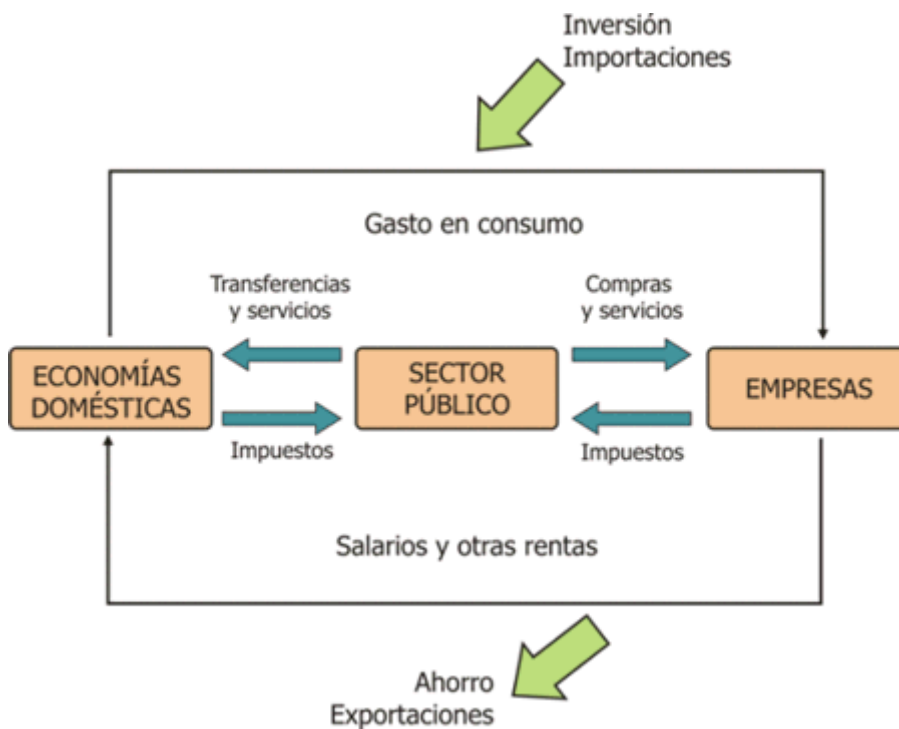 Inversión
Importaciones
Gasto en consumo
Transferencias
y servicios
Compras
y servicios
ECONOMÍAS
DOMÉSTICAS
SECTOR
PÚBLICO
EMPRESAS
Impuestos
Impuestos
Salarios y otras rentas
Ahorro
Exportaciones